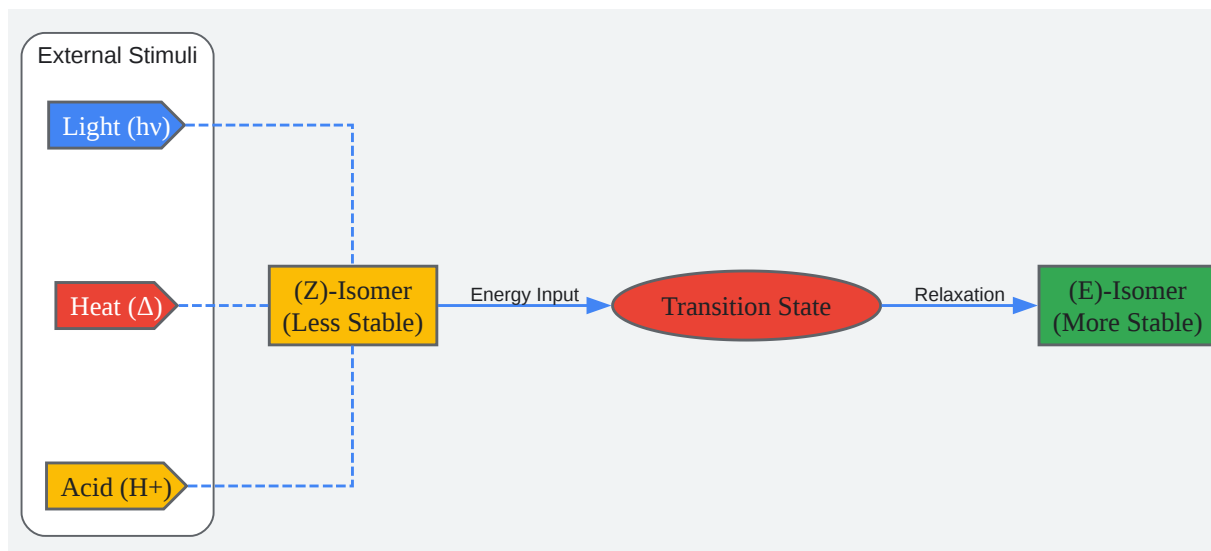 External Stimuli
Light (hν)
Heat (Δ)
Acid (H+)
(Z)-Isomer
(Less Stable)
Energy Input
Transition State
Relaxation
(E)-Isomer
(More Stable)